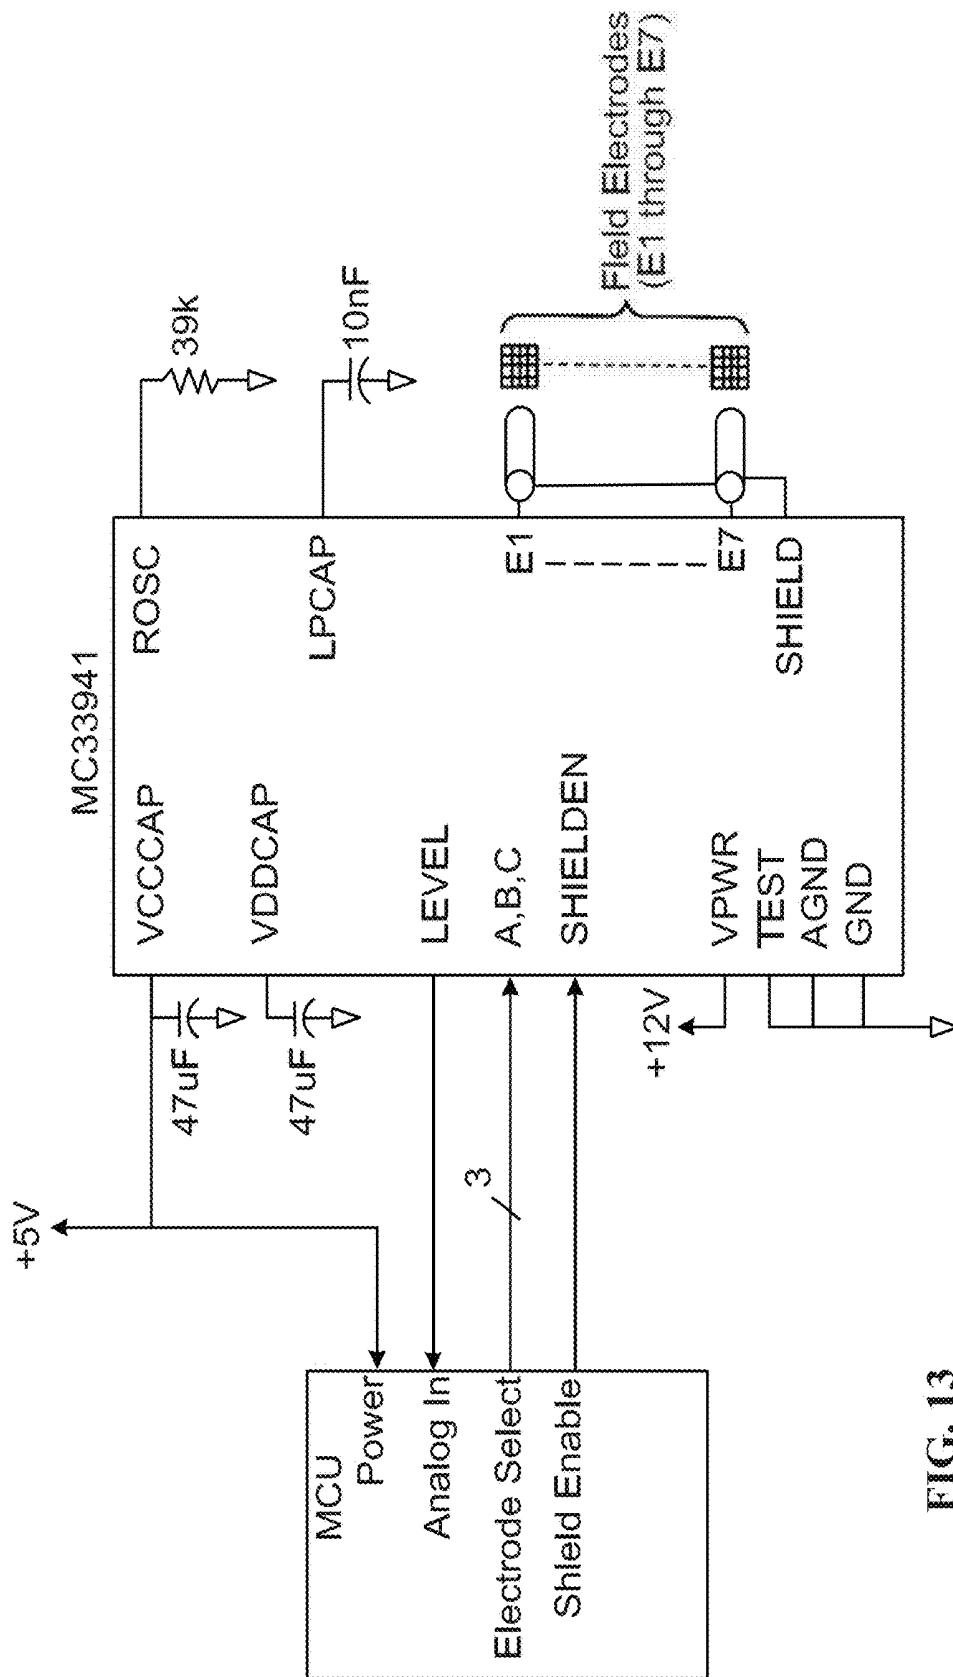 MC33941
+5V
47uF
47uF
VCCCAP
VDDCAP
LEVEL
A,B,C
SHIELDEN
VPWR
TEST
AGND
GND
ROSC
LPCAP
E1
E7
SHIELD
39k
10nF
Field Electrodes
(E1 through E7)
MCU
Power
Analog In
Electrode Select
Shield Enable
3
+12V
FIG. 13